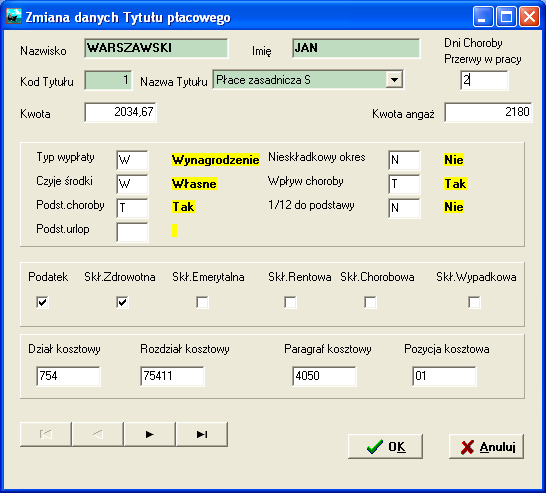 Zmiana danych Tytułu płacowego
Nazwisko WARSZAWSKI Imię JAN Dni Choroby
Przerwy w pracy
Kod Tytułu 1 Nazwa Tytułu Płace zasadnicza S 2
Kwota 2034,67 Kwota angaż 2180
Typ wypłaty W Wynagrodzenie Nieskładkowy okres N Nie
Czyje środki W Własne Wpływ choroby T Tak
Podst.choroby T Tak 1/12 do podstawy N Nie
Podst.urlop
Podatek Skł.Zdrowotna Skł.Emerytalna Skł.Rentowa Skł.Chorobowa Skł.Wypadkowa
Dział kosztowy Rozdział kosztowy Paragraf kosztowy Pozycja kosztowa
754 75411 4050 01
OK Anuluj